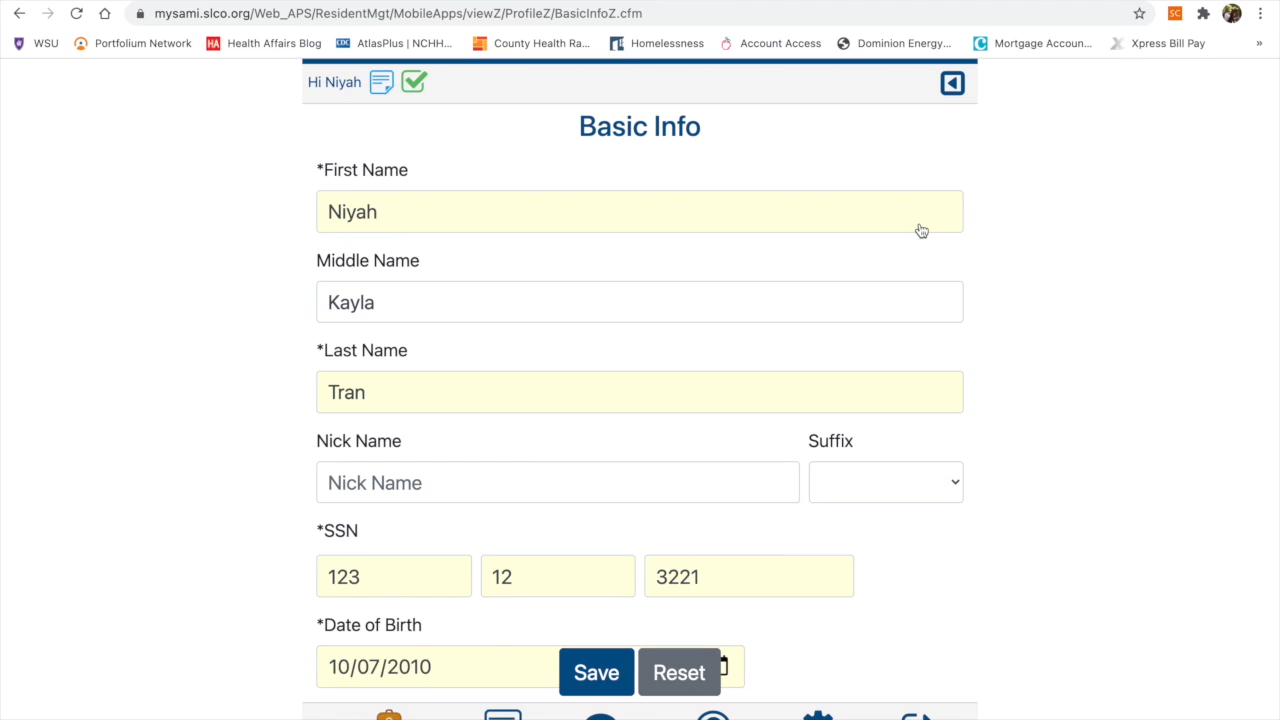 mysami.slco.org/Web_APS/ResidentMgt/MobileApps/viewZ/ProfileZ/BasicInfoZ.cfm SC
WSU Portfolium Network HA Health Affairs Blog CDC AtlasPlus | NCHH... County Health Ra... Homelessness Account Access Dominion Energy,... Mortgage Accoun... Xpress Bill Pay »
Hi Niyah
Basic Info
*First Name
Niyah
Middle Name
Kayla
*Last Name
Tran
Nick Name Suffix
Nick Name
*SSN
123 12 3221
*Date of Birth
10/07/2010 Save Reset